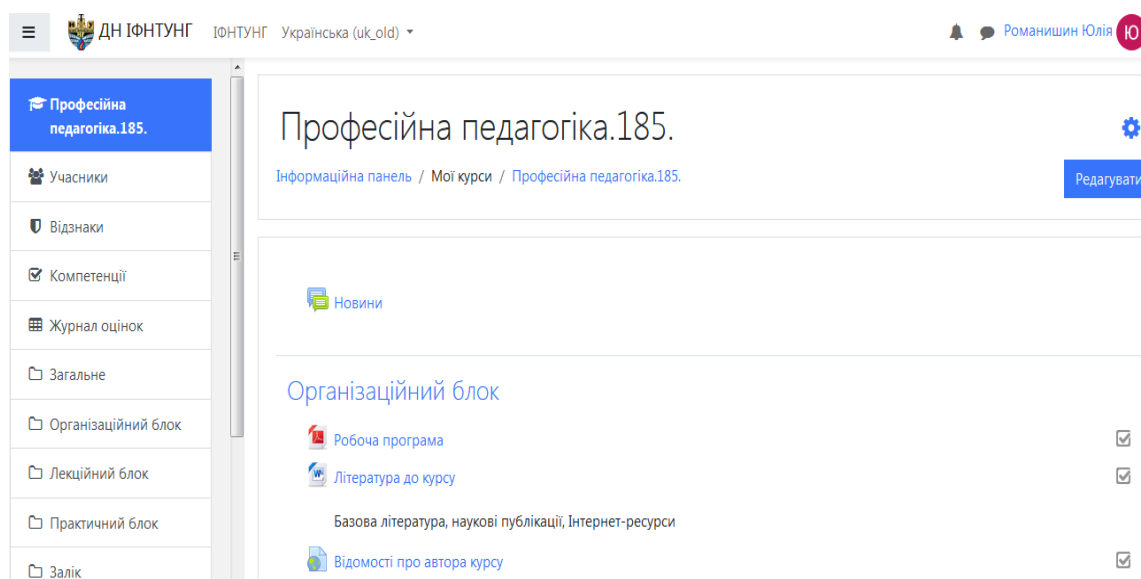 ДН ІФНТУНГ ІФНТУНГ Українська (uk_old) Романишин Юлія Ю
Професійна
педагогіка.185.
Учасники
Відзнаки
Компетенції
Журнал оцінок
Загальне
Організаційний блок
Лекційний блок
Практичний блок
Залік
Професійна педагогіка.185.
Інформаційна панель / Мої курси / Професійна педагогіка.185.
Редагувати
Новини
Організаційний блок
Робоча програма
Література до курсу
Базова література, наукові публікації, Інтернет-ресурси
Відомості про автора курсу